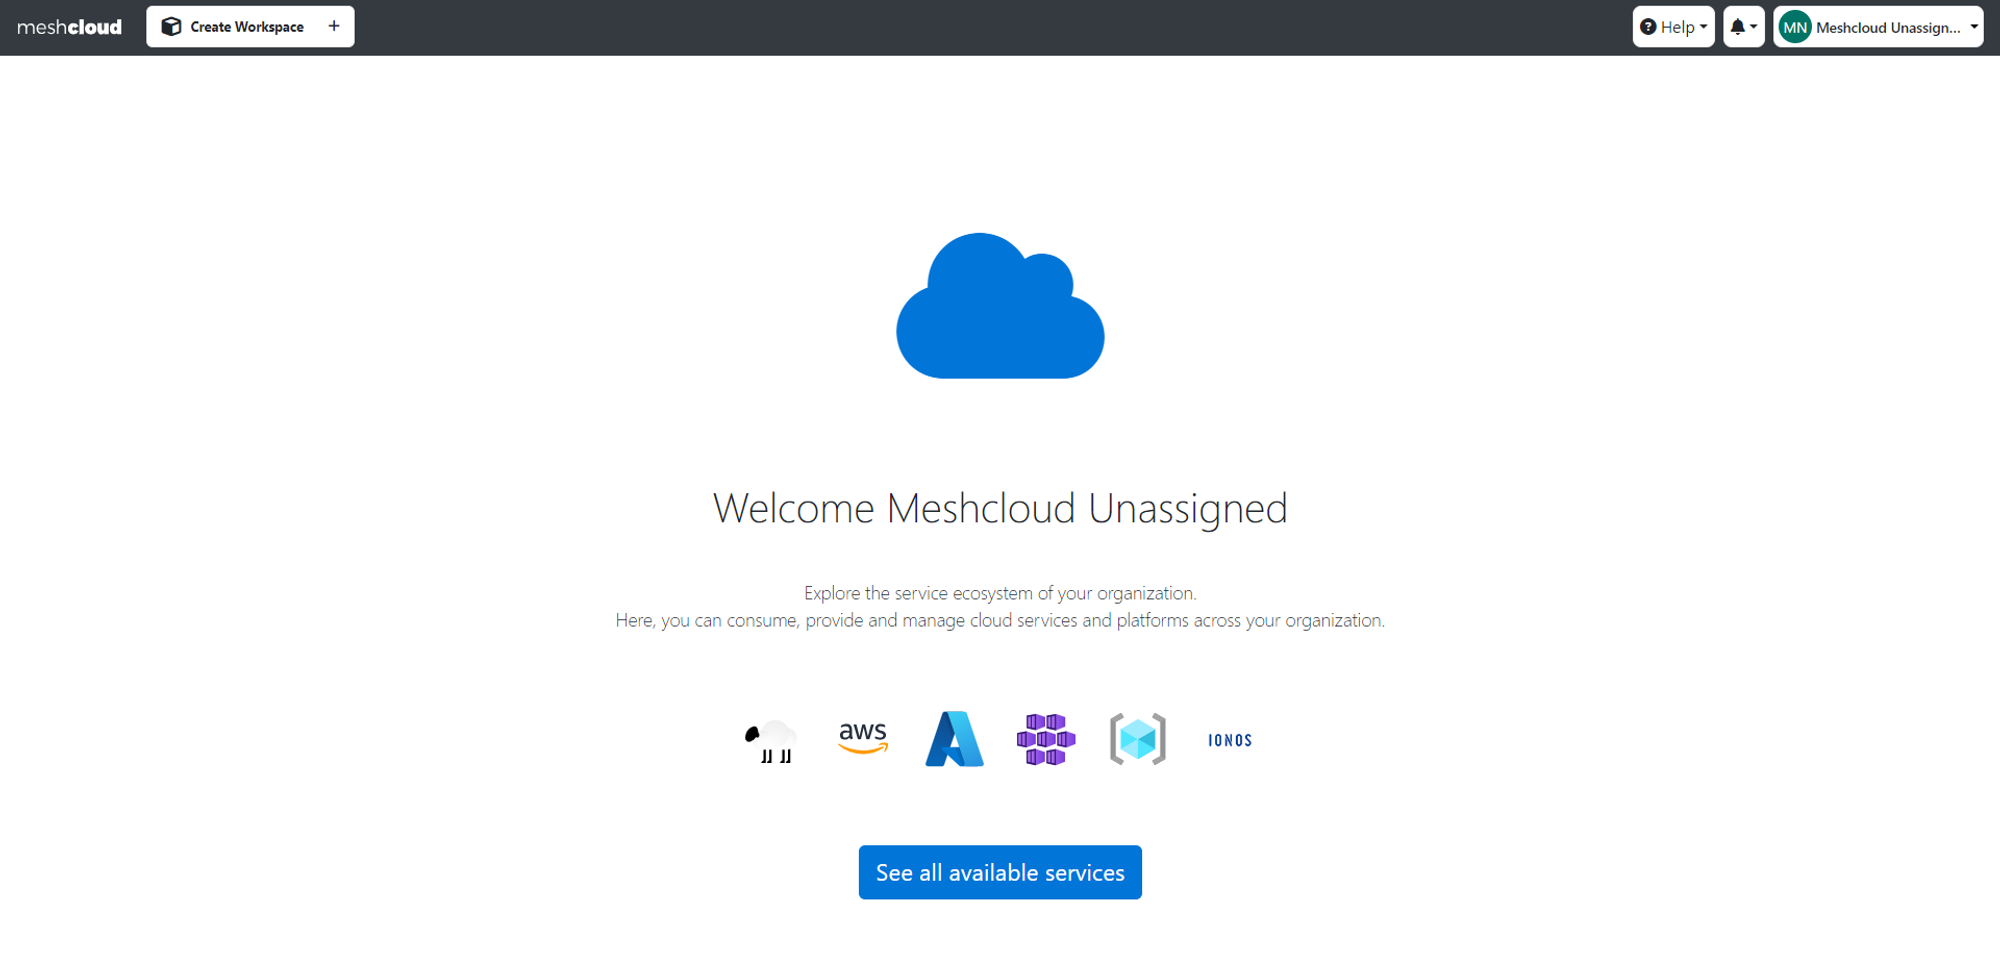 meshcloud
Create Workspace +
Help
MN Meshcloud Unassign...
Welcome Meshcloud Unassigned
Explore the service ecosystem of your organization.
Here, you can consume, provide and manage cloud services and platforms across your organization.
aws
IONOS
See all available services